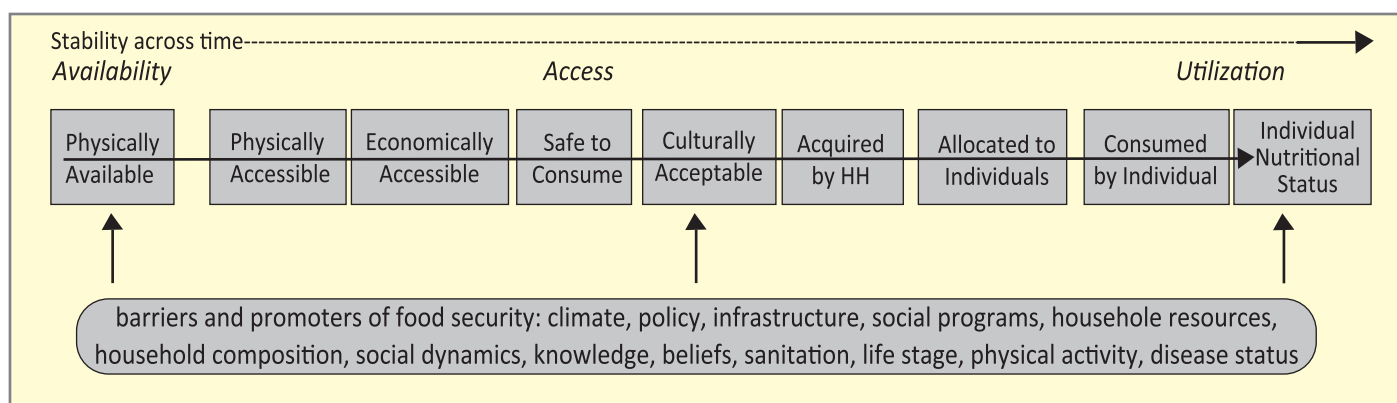 Stability across time
Availability
Access
Utilization
Physically
Available
Physically
Accessible
Economically
Accessible
Safe to
Consume
Culturally
Acceptable
Acquired
by HH
Allocated to
Individuals
Consumed
by Individual
Individual
Nutritional
Status
barriers and promoters of food security: climate, policy, infrastructure, social programs, househole resources,
household composition, social dynamics, knowledge, beliefs, sanitation, life stage, physical activity, disease status